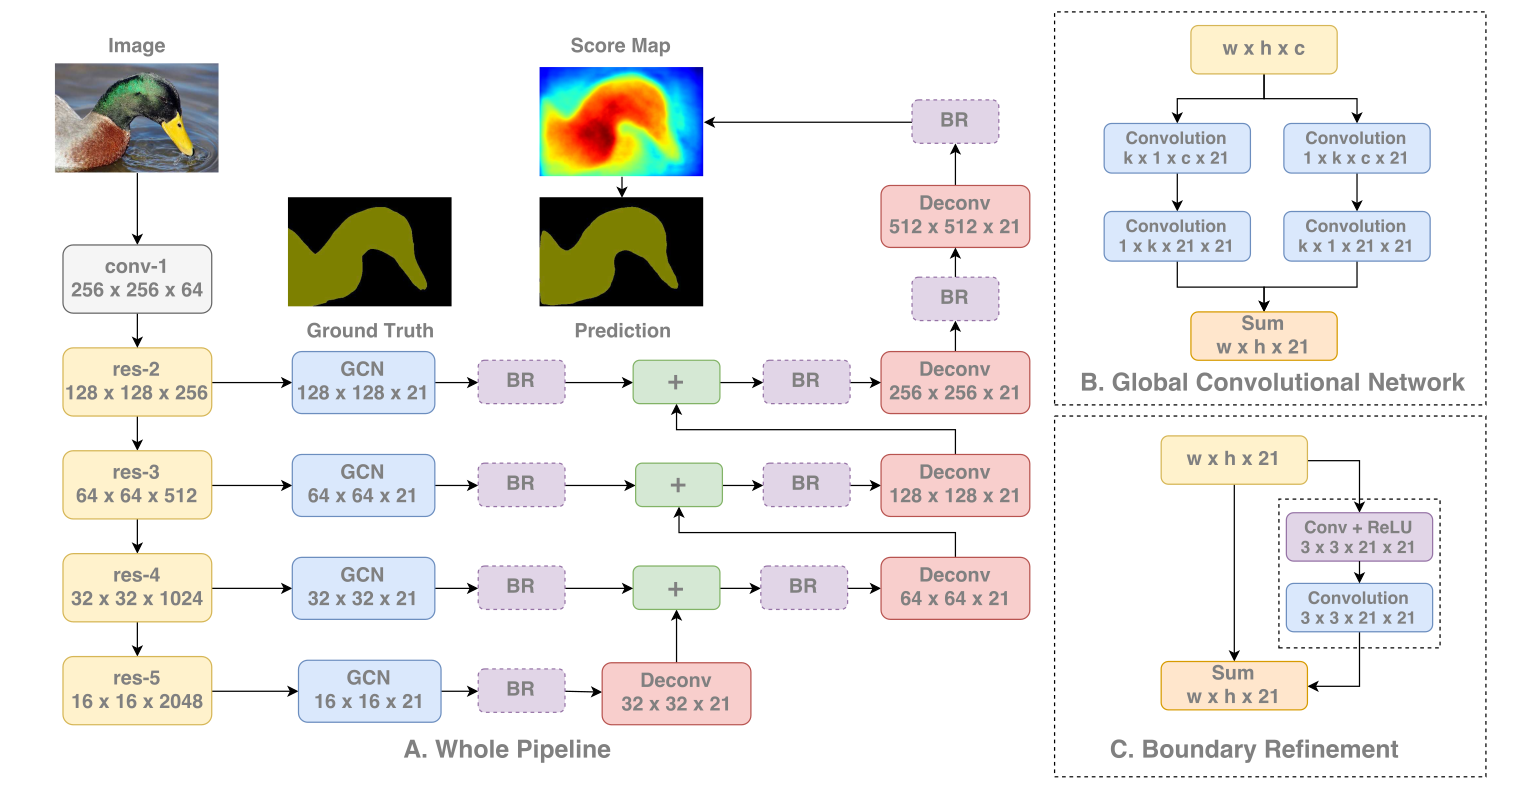 Image
Score Map
BR
Deconv
512 x 512 x 21
BR
conv-1
256 x 256 x 64
Ground Truth
Prediction
res-2
128 x 128 x 256
GCN
128 x 128 x 21
BR
+
BR
Deconv
256 x 256 x 21
res-3
64 x 64 x 512
GCN
64 x 64 x 21
BR
+
BR
Deconv
128 x 128 x 21
res-4
32 x 32 x 1024
GCN
32 x 32 x 21
BR
+
BR
Deconv
64 x 64 x 21
res-5
16 x 16 x 2048
GCN
16 x 16 x 21
BR
Deconv
32 x 32 x 21
A. Whole Pipeline
w x h x c
Convolution
k x 1 x c x 21
Convolution
1 x k x c x 21
Convolution
1 x k x 21 x 21
Convolution
k x 1 x 21 x 21
Sum
w x h x 21
B. Global Convolutional Network
w x h x 21
Conv + ReLU
3 x 3 x 21 x 21
Convolution
3 x 3 x 21 x 21
Sum
w x h x 21
C. Boundary Refinement